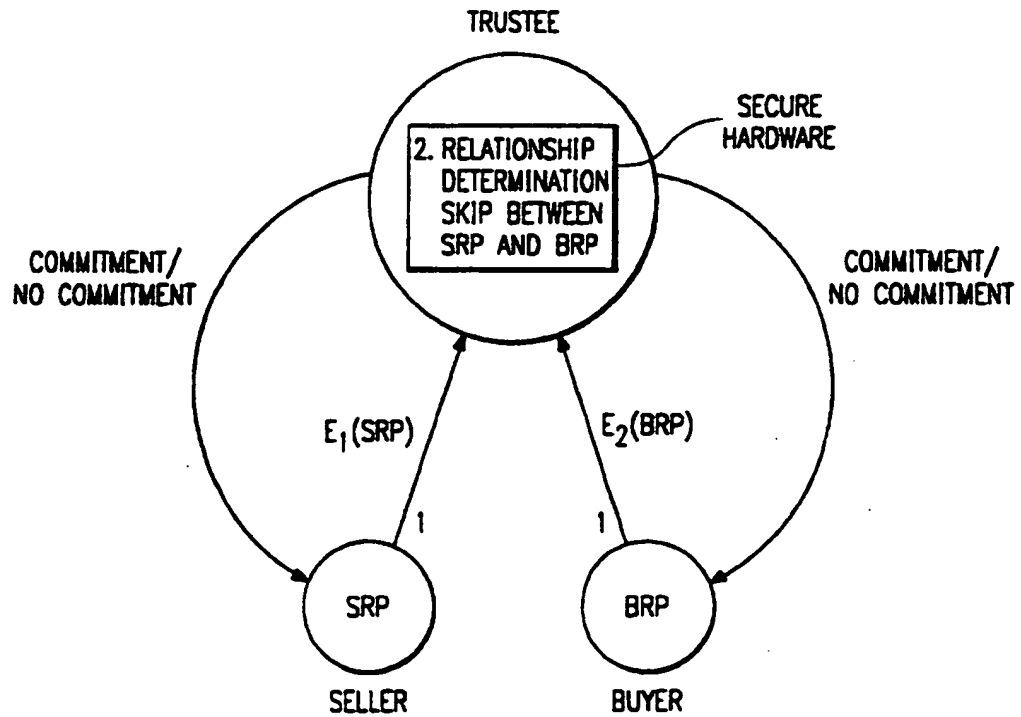 TRUSTEE
SECURE
HARDWARE
2. RELATIONSHIP
DETERMINATION
SKIP BETWEEN
SRP AND BRP
COMMITMENT/
NO COMMITMENT
COMMITMENT/
NO COMMITMENT
E1(SRP)
E2(BRP)
1
1
SRP
BRP
SELLER
BUYER